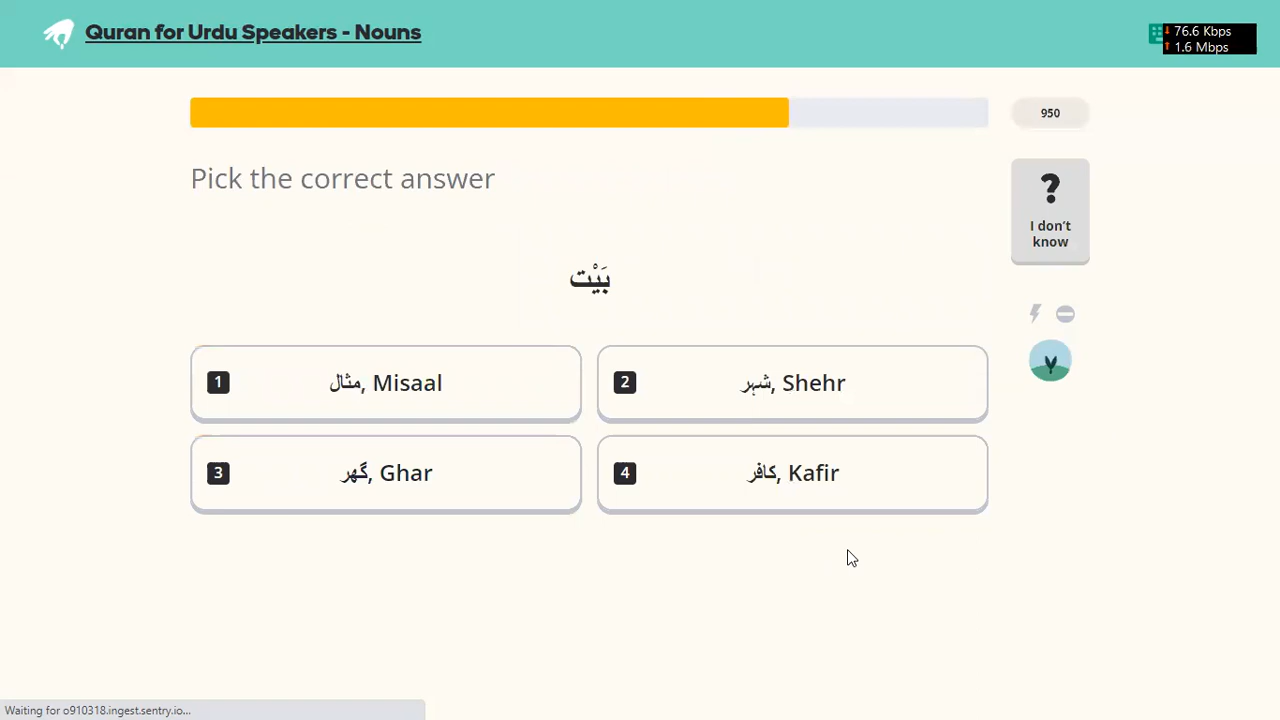 Quran for Urdu Speakers - Nouns
↓ 76.6 Kbps
↑ 1.6 Mbps
950
Pick the correct answer
?
I don't
know
بَيْت
1 مثال, Misaal
2 شہر, Shehr
3 گھر, Ghar
4 کافر, Kafir
Waiting for o910318.ingest.sentry.io...